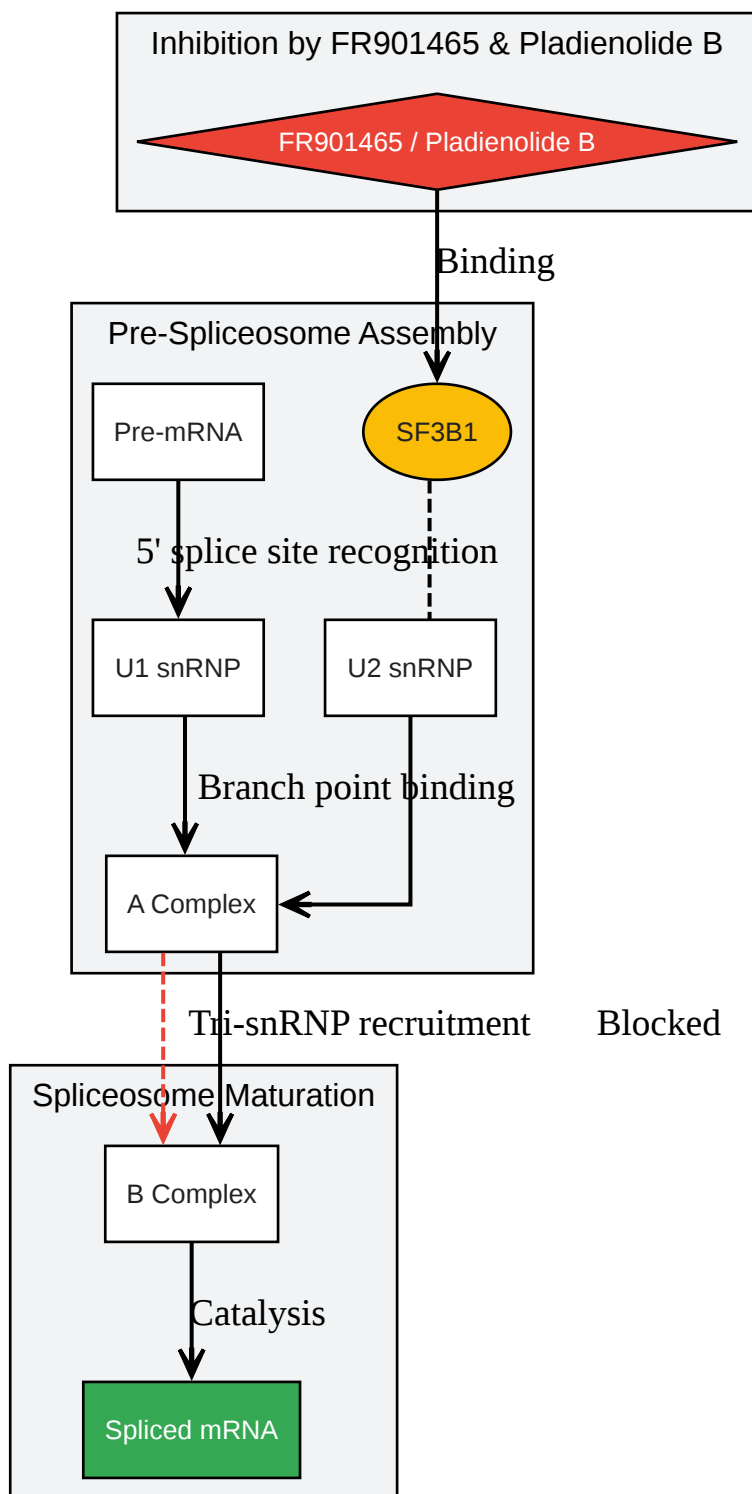 Inhibition by FR901465 & Pladienolide B
FR901465 / Pladienolide B
Binding
Pre-Spliceosome Assembly
Pre-mRNA
SF3B1
5' splice site recognition
U1 snRNP
U2 snRNP
Branch point binding
A Complex
Tri-snRNP recruitment
Blocked
Spliceosome Maturation
B Complex
Catalysis
Spliced mRNA